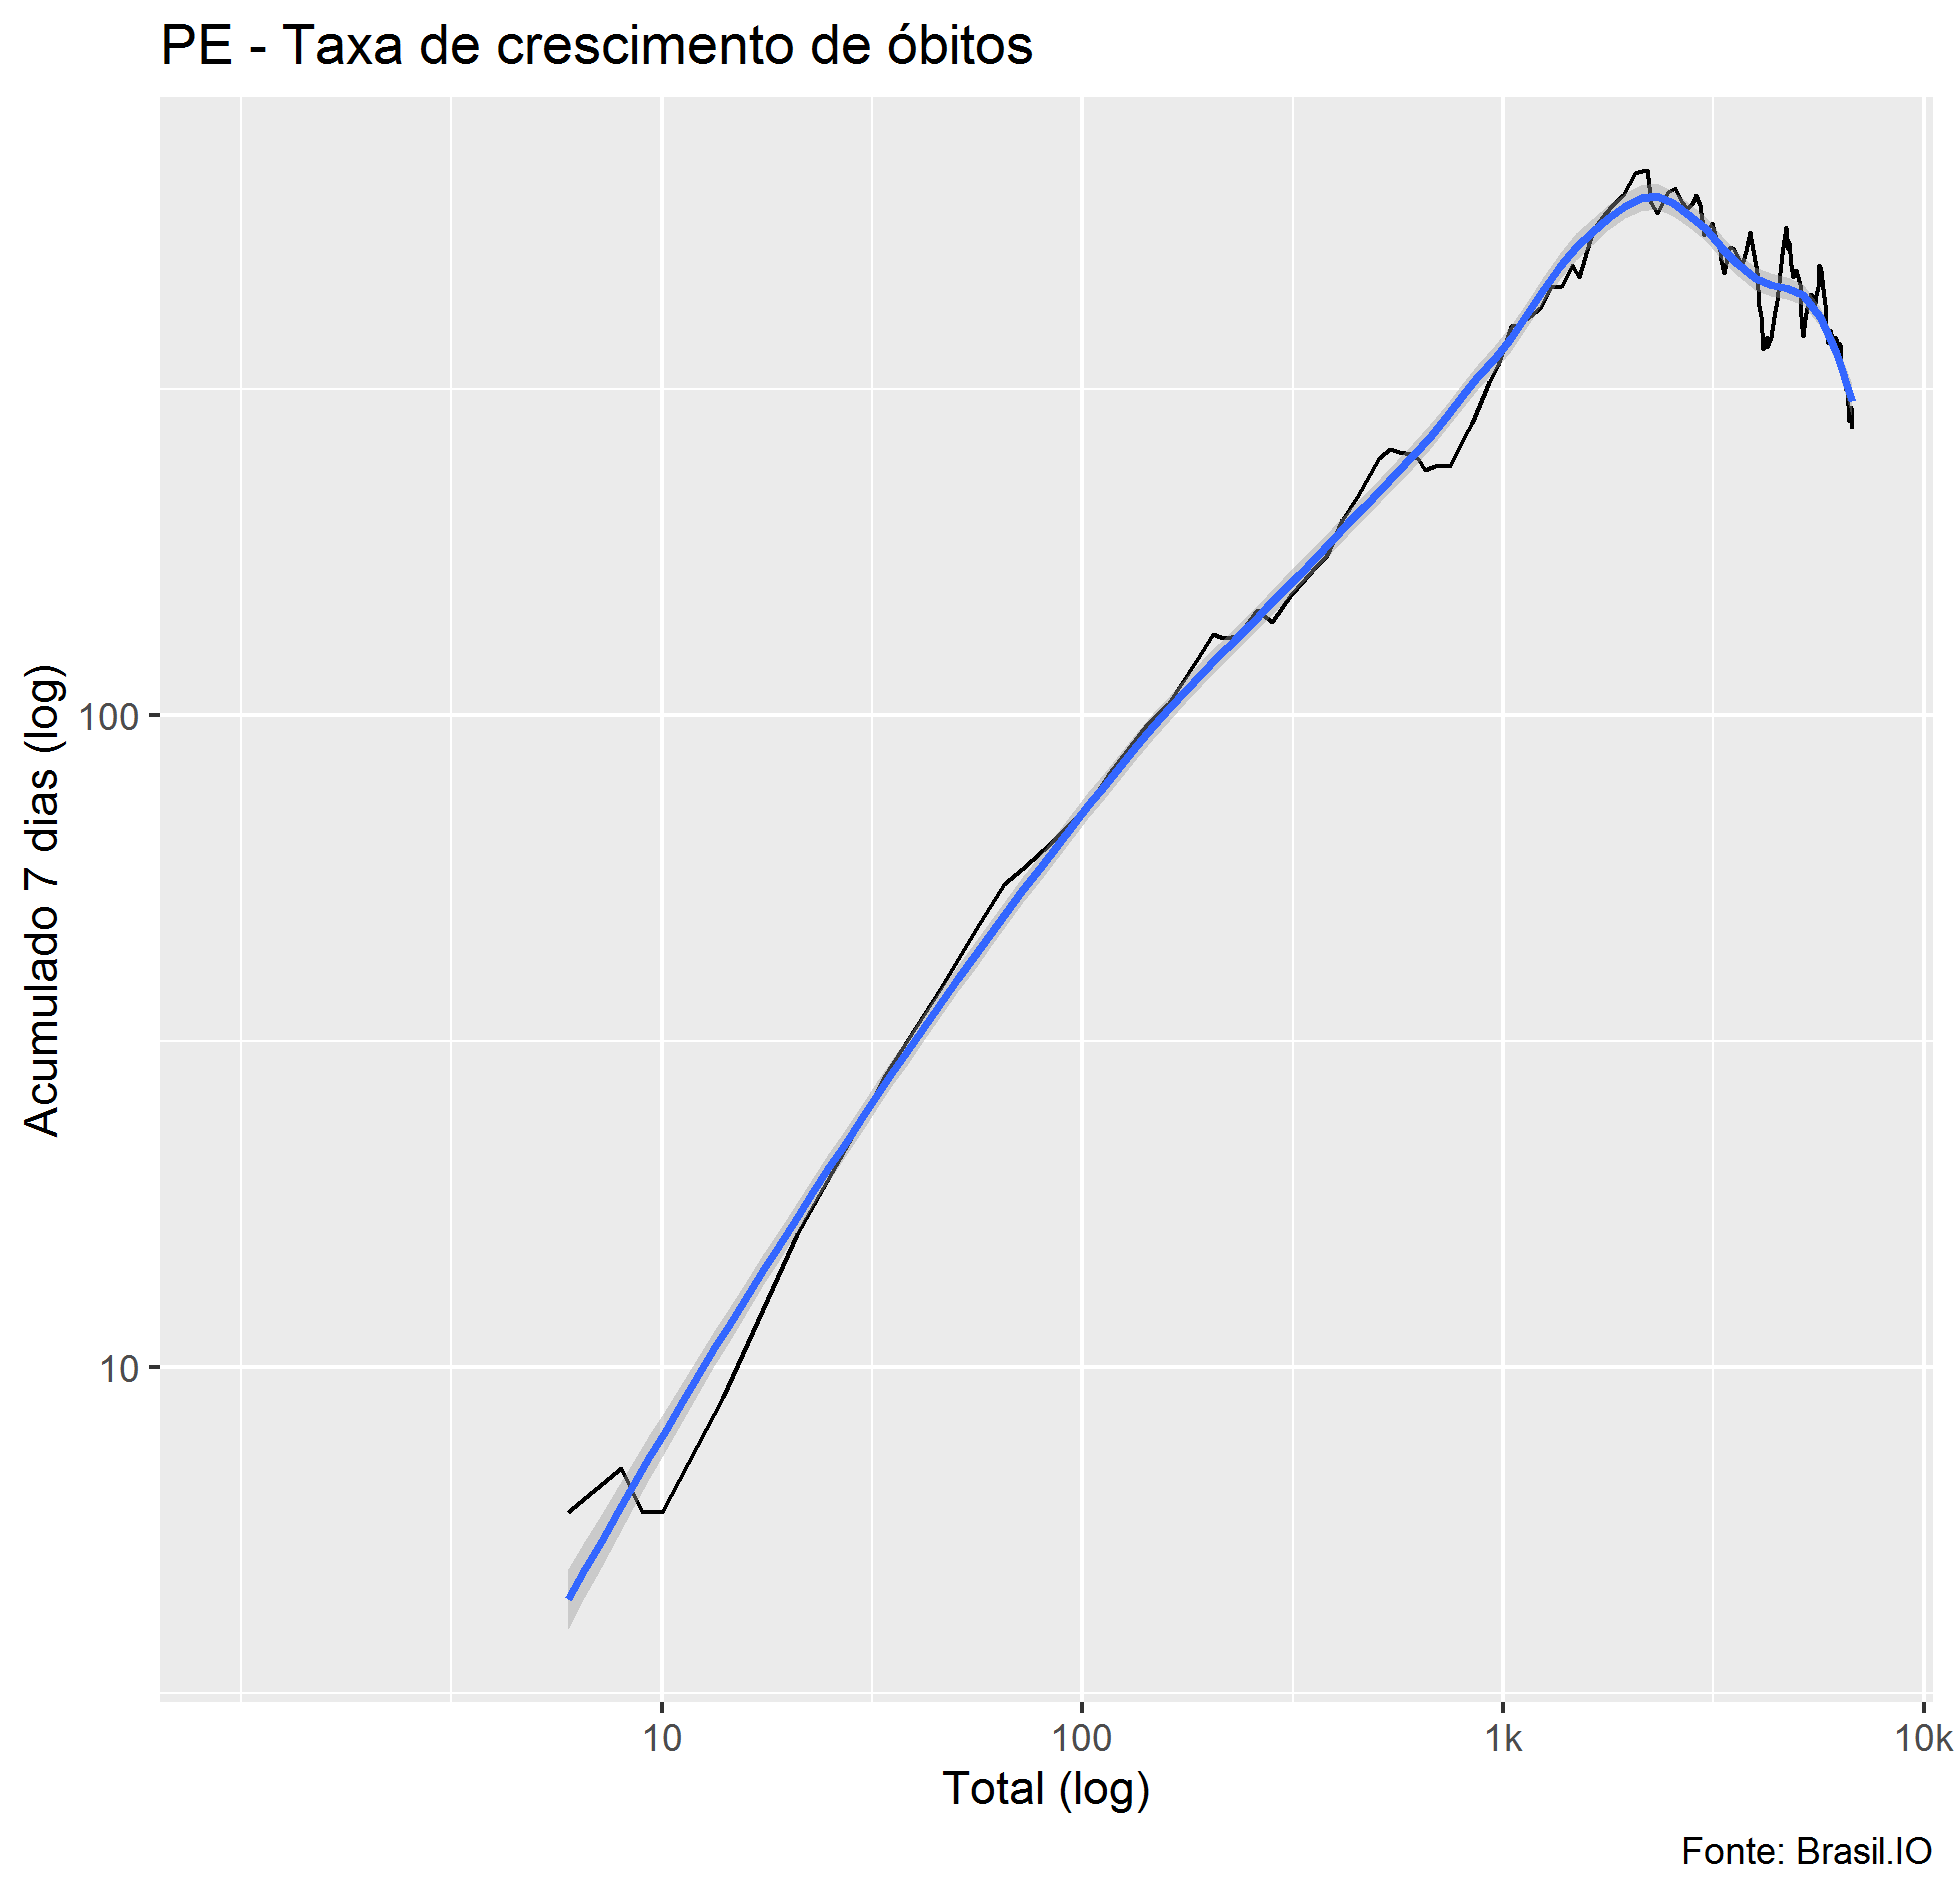 PE - Taxa de crescimento de óbitos
Acumulado 7 dias (log)
100
10
10
100
1k
10k
Total (log)
Fonte: Brasil.IO